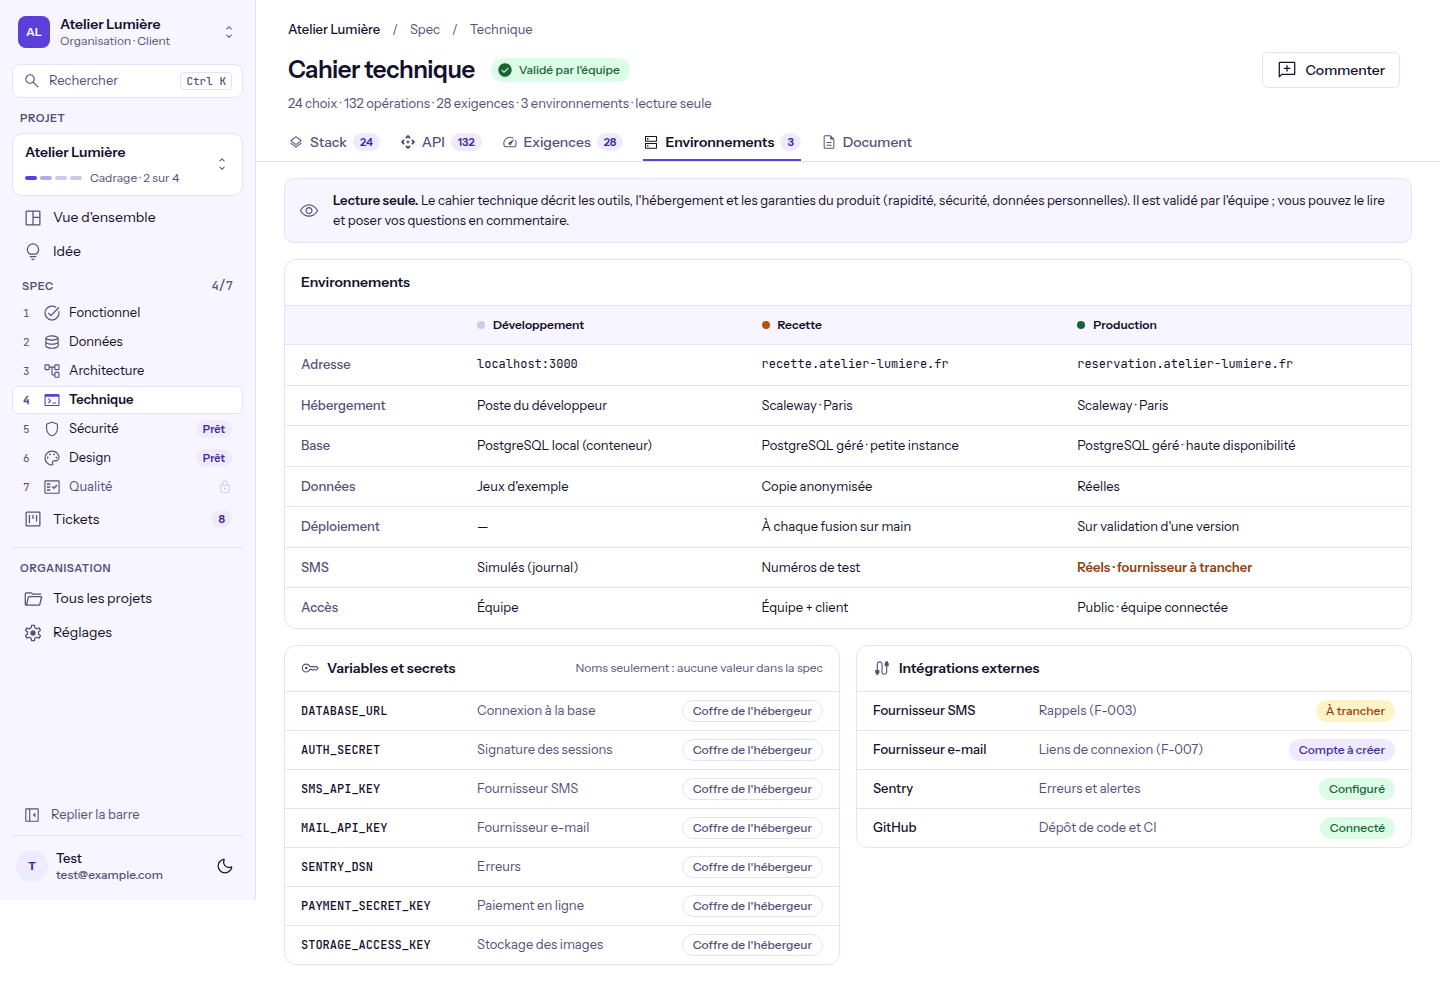 AL
Atelier Lumière
Organisation · Client
Rechercher
Ctrl K
PROJET
Atelier Lumière
Cadrage · 2 sur 4
Vue d'ensemble
Idée
SPEC 4/7
1 Fonctionnel
2 Données
3 Architecture
4 Technique
5 Sécurité Prêt
6 Design Prêt
7 Qualité
Tickets 8
ORGANISATION
Tous les projets
Réglages
Replier la barre
T
Test
test@example.com
Atelier Lumière / Spec / Technique
Cahier technique
Validé par l'équipe
Commenter
24 choix · 132 opérations · 28 exigences · 3 environnements · lecture seule
Stack 24 API 132 Exigences 28 Environnements 3 Document
Lecture seule. Le cahier technique décrit les outils, l'hébergement et les garanties du produit (rapidité, sécurité, données personnelles). Il est validé par l'équipe ; vous pouvez le lire
et poser vos questions en commentaire.
Environnements
Développement Recette Production
Adresse localhost:3000 recette.atelier-lumiere.fr reservation.atelier-lumiere.fr
Hébergement Poste du développeur Scaleway · Paris Scaleway · Paris
Base PostgreSQL local (conteneur) PostgreSQL géré · petite instance PostgreSQL géré · haute disponibilité
Données Jeux d'exemple Copie anonymisée Réelles
Déploiement — À chaque fusion sur main Sur validation d'une version
SMS Simulés (journal) Numéros de test Réels · fournisseur à trancher
Accès Équipe Équipe + client Public · équipe connectée
Variables et secrets Noms seulement : aucune valeur dans la spec
DATABASE_URL Connexion à la base Coffre de l'hébergeur
AUTH_SECRET Signature des sessions Coffre de l'hébergeur
SMS_API_KEY Fournisseur SMS Coffre de l'hébergeur
MAIL_API_KEY Fournisseur e-mail Coffre de l'hébergeur
SENTRY_DSN Erreurs Coffre de l'hébergeur
PAYMENT_SECRET_KEY Paiement en ligne Coffre de l'hébergeur
STORAGE_ACCESS_KEY Stockage des images Coffre de l'hébergeur
Intégrations externes
Fournisseur SMS Rappels (F-003) À trancher
Fournisseur e-mail Liens de connexion (F-007) Compte à créer
Sentry Erreurs et alertes Configuré
GitHub Dépôt de code et CI Connecté